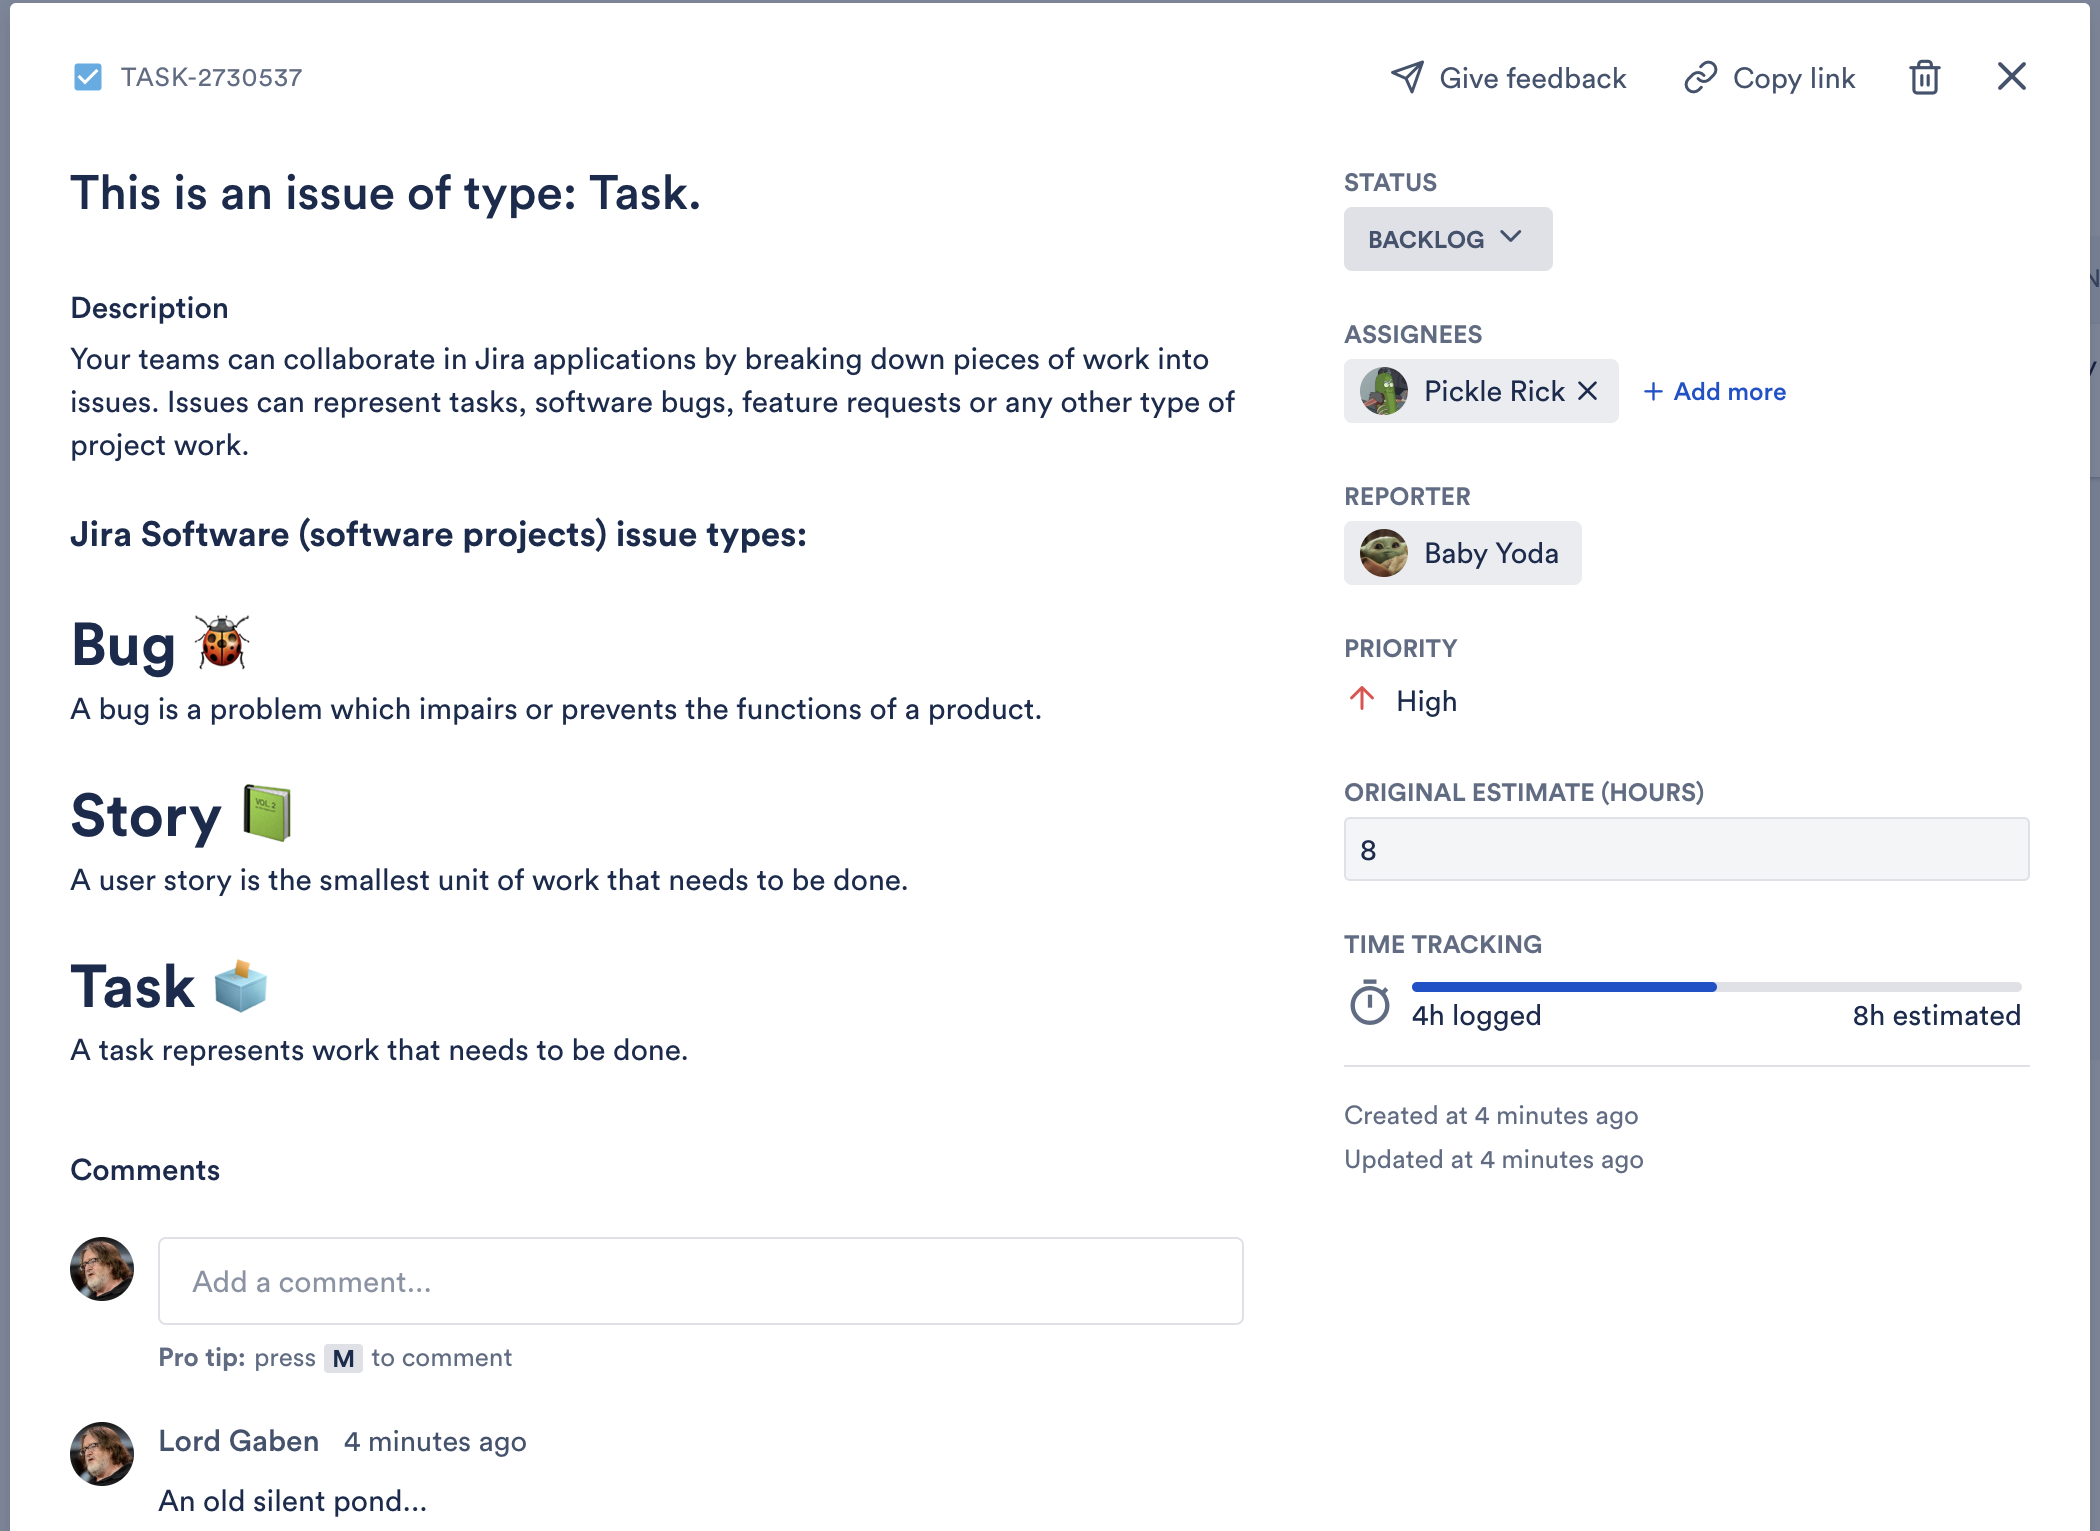 TASK-2730537
Give feedback
Copy link
This is an issue of type: Task.
Description
Your teams can collaborate in Jira applications by breaking down pieces of work into
issues. Issues can represent tasks, software bugs, feature requests or any other type of
project work.
Jira Software (software projects) issue types:
Bug 🐞
A bug is a problem which impairs or prevents the functions of a product.
Story 📗
VOL. 2
A user story is the smallest unit of work that needs to be done.
Task 🗳️
A task represents work that needs to be done.
Comments
Add a comment...
Pro tip: press M to comment
Lord Gaben 4 minutes ago
An old silent pond...
STATUS
BACKLOG
ASSIGNEES
Pickle Rick
+ Add more
REPORTER
Baby Yoda
PRIORITY
High
ORIGINAL ESTIMATE (HOURS)
8
TIME TRACKING
4h logged
8h estimated
Created at 4 minutes ago
Updated at 4 minutes ago